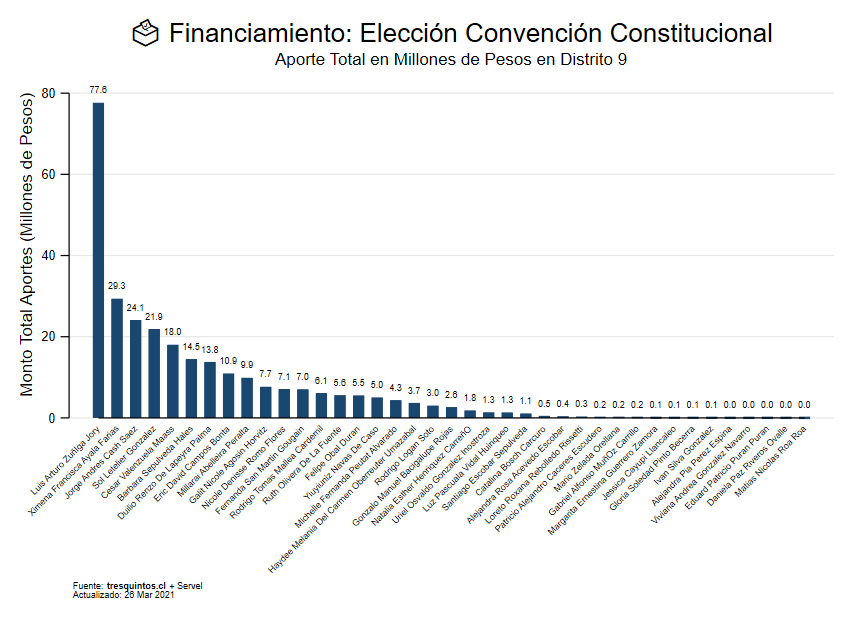 Financiamiento: Elección Convención Constitucional
Aporte Total en Millones de Pesos en Distrito 9
Monto Total Aportes (Millones de Pesos)
80
60
40
20
0
77.6
29.3
24.1
21.9
18.0
14.5
13.8
10.9
9.9
7.7
7.1
7.0
6.1
5.6
5.5
5.0
4.3
3.7
3.0
2.6
1.8
1.3
1.3
1.1
0.5
0.4
0.3
0.2
0.2
0.2
0.1
0.1
0.1
0.1
0.0
0.0
0.0
0.0
0.0
Luis Arturo Zuñiga Jory
Ximena Francisca Ayala Farias
Jorge Andres Cash Saez
Sol Letelier Gonzalez
Cesar Valenzuela Maass
Barbara Sepulveda Hales
Duilio Renzo De Lapeyra Palma
Eric David Campos Bonta
Millaray Abeliera Peralta
Galit Nicole Agosin Horvitz
Nicole Denisse Romo Flores
Fernanda San Martin Gougain
Rodrigo Tomas Mallea Cardemil
Ruth Olivera De La Fuente
Felipe Obal Duran
Yiuyiuniz Navas De Caso
Michelle Fernanda Peutat Alvarado
Haydee Melania Del Carmen Oberreuter Umazabal
Rodrigo Logan Soto
Gonzalo Manuel Basigalupe Rojas
Natalia Esther Henriquez CarreÑO
Uriel Osvaldo Gonzalez Inostroza
Luz Pascuala Vidal Huiriqueo
Santiago Escobar Sepulveda
Catalina Bosch Carcuro
Alejandra Rosa Acevedo Escobar
Loreto Roxana Rebolledo Rissetti
Patricio Alejandro Caceres Escudero
Mario Zelada Orellana
Gabriel Alfonso MuñOz Carrillo
Margarita Ernestina Guerrero Zamora
Jessica Cayupi Llancaleo
Gloria Soledad Pinto Becerra
Ivan Silva Gonzalez
Alejandra Pia Perez Espina
Viviana Andrea Gonzalez Navarro
Eduard Patricio Puran Puran
Daniela Paz Riveros Ovalle
Matias Nicolas Roa Roa
Fuente: tresquintos.cl + Servel
Actualizado: 26 Mar 2021